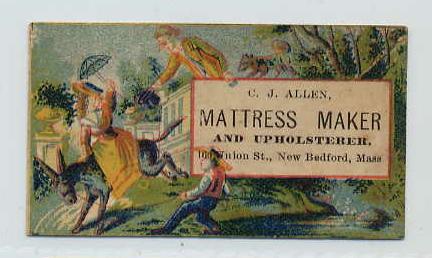 C. J. ALLEN,
MATTRESS MAKER
AND UPHOLSTERER,
Union St., New Bedford, Mass